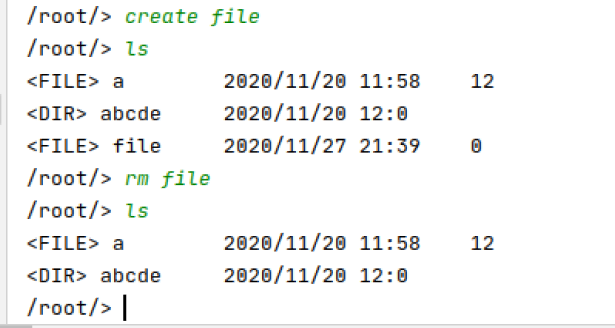 /root/> create file
/root/> ls
<FILE> a        2020/11/20 11:58    12
<DIR> abcde     2020/11/20 12:0
<FILE> file     2020/11/27 21:39    0
/root/> rm file
/root/> ls
<FILE> a        2020/11/20 11:58    12
<DIR> abcde     2020/11/20 12:0
/root/>